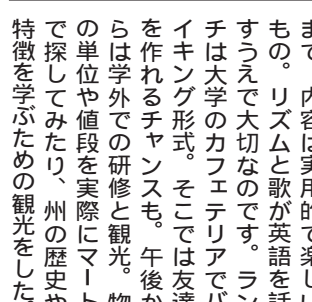 まで、内容は実用的で楽しい
もの。リズムと歌が英語を話
すうえで大切なのです。ラン
チは大学のカフェテリアでバ
イキング形式。そこでは友達
を作れるチャンスも。午後か
らは学外での研修と観光。物
の単位や値段を実際にマート
で探してみたり、州の歴史や
特徴を学ぶための観光をした